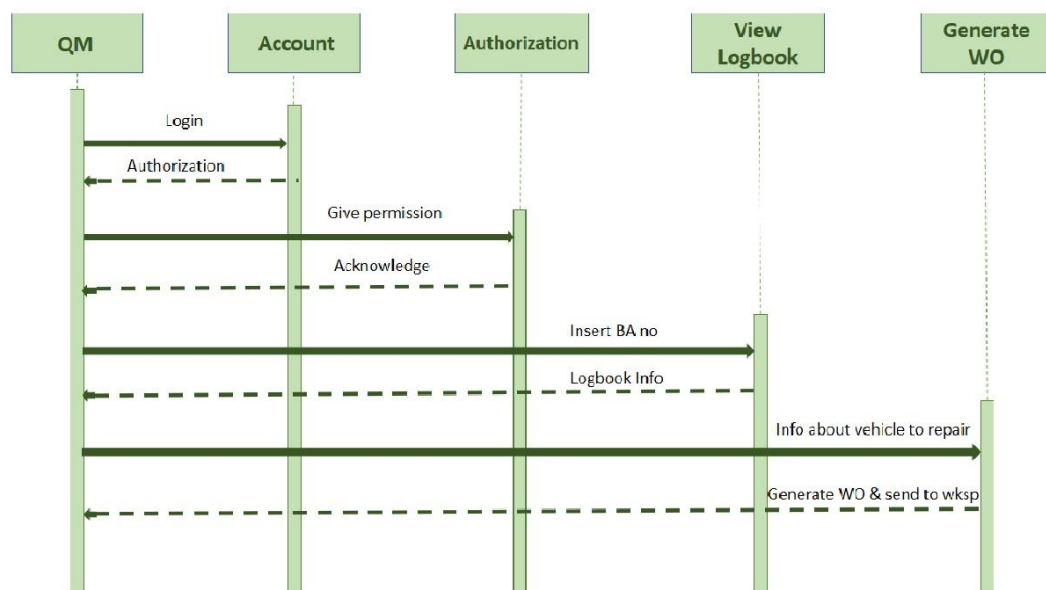 QM
Account
Authorization
View
Logbook
Generate
WO
Login
Authorization
Give permission
Acknowledge
Insert BA no
Logbook Info
Info about vehicle to repair
Generate WO & send to wksp